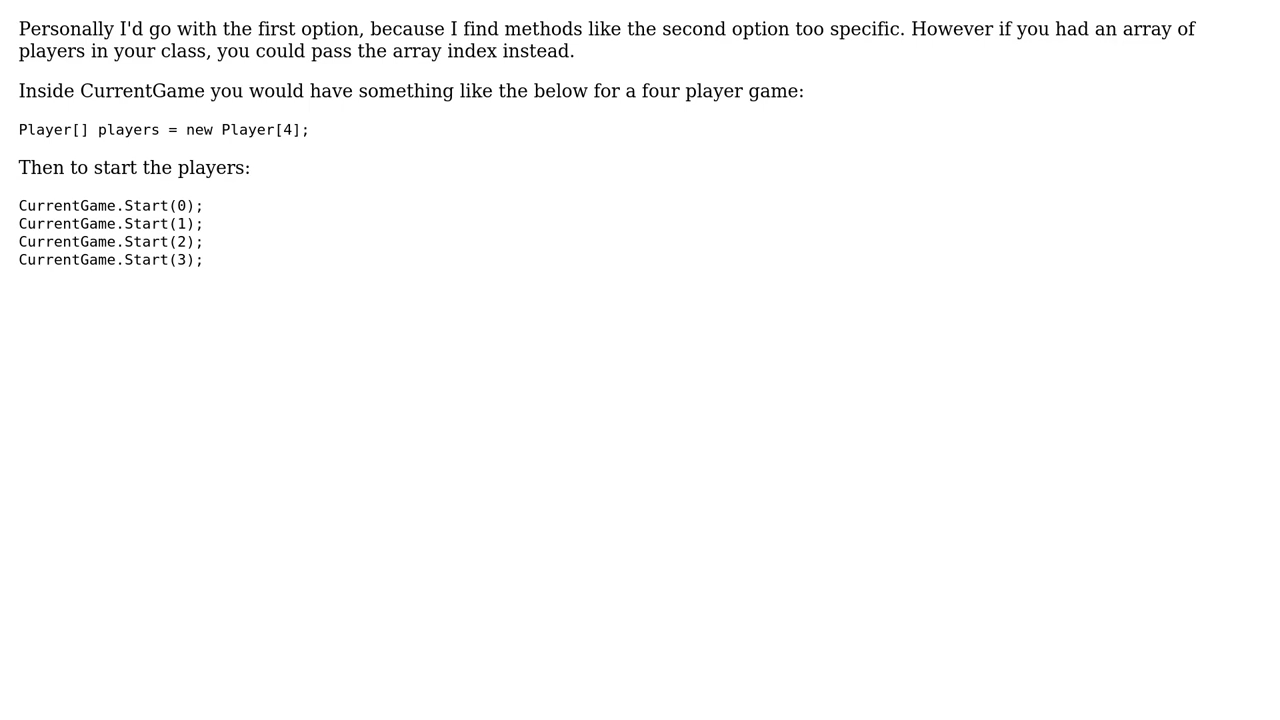 Personally I'd go with the first option, because I find methods like the second option too specific. However if you had an array of
players in your class, you could pass the array index instead.
Inside CurrentGame you would have something like the below for a four player game:
Player[] players = new Player[4];
Then to start the players:
CurrentGame.Start(0);
CurrentGame.Start(1);
CurrentGame.Start(2);
CurrentGame.Start(3);